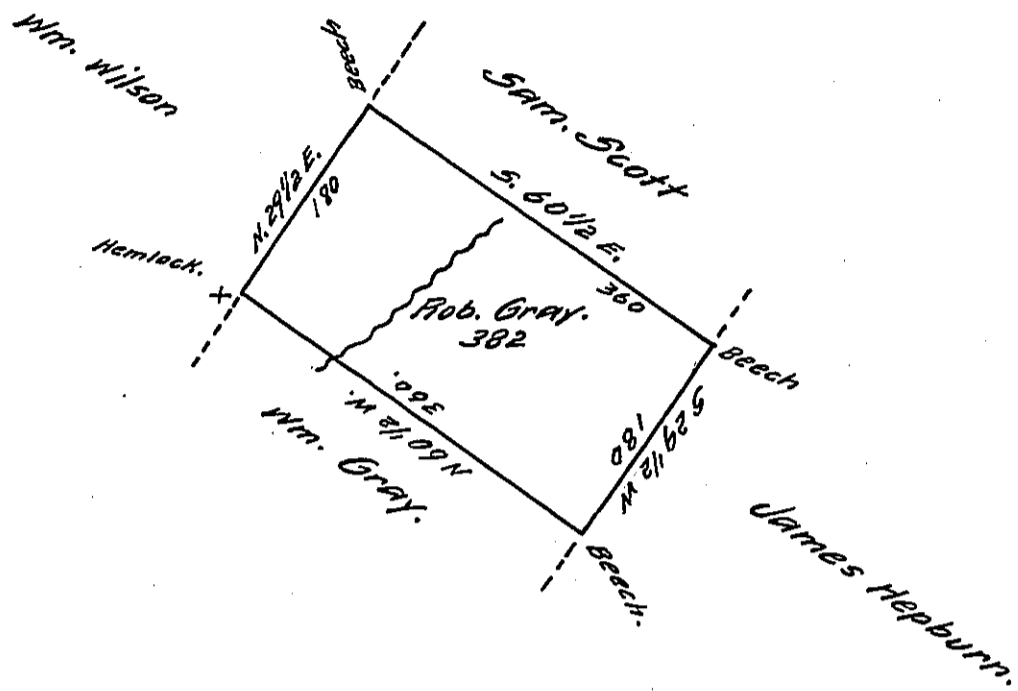 Wm. Wilson
Beech
Sam. Scott
N. 29 1/2 E.
180
S. 60 1/2 E.
360
Hemlock.
Rob. Gray.
382
Beech
S 29 1/2 W
180
N 60 1/2 W.
360.
Wm. Gray.
Beech.
James Hepburn.